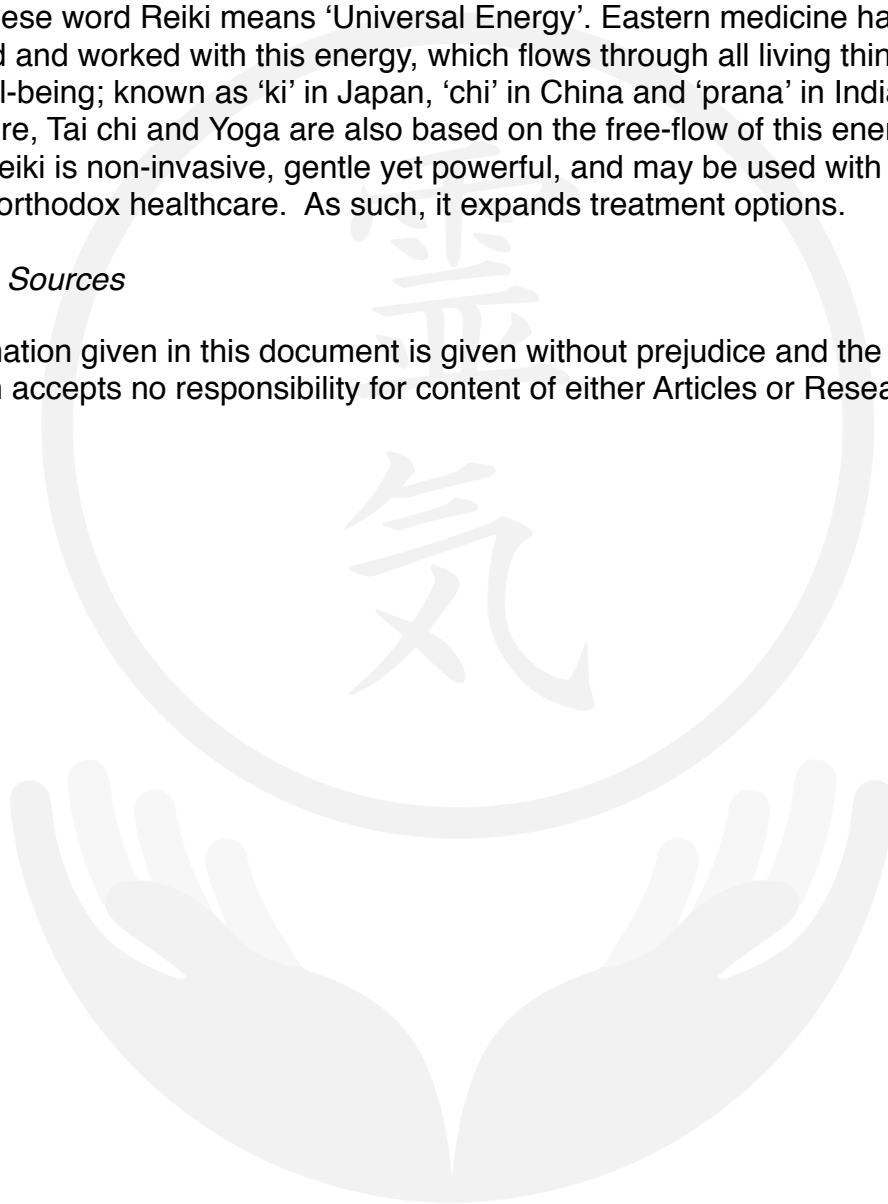 ese word Reiki means ‘Universal Energy’. Eastern medicine ha
d and worked with this energy, which flows through all living thin
l-being; known as ‘ki’ in Japan, ‘chi’ in China and ‘prana’ in India
re, Tai chi and Yoga are also based on the free-flow of this ener
eiki is non-invasive, gentle yet powerful, and may be used with
orthodox healthcare.  As such, it expands treatment options.
Sources
ation given in this document is given without prejudice and the
n accepts no responsibility for content of either Articles or Resea
霊
気